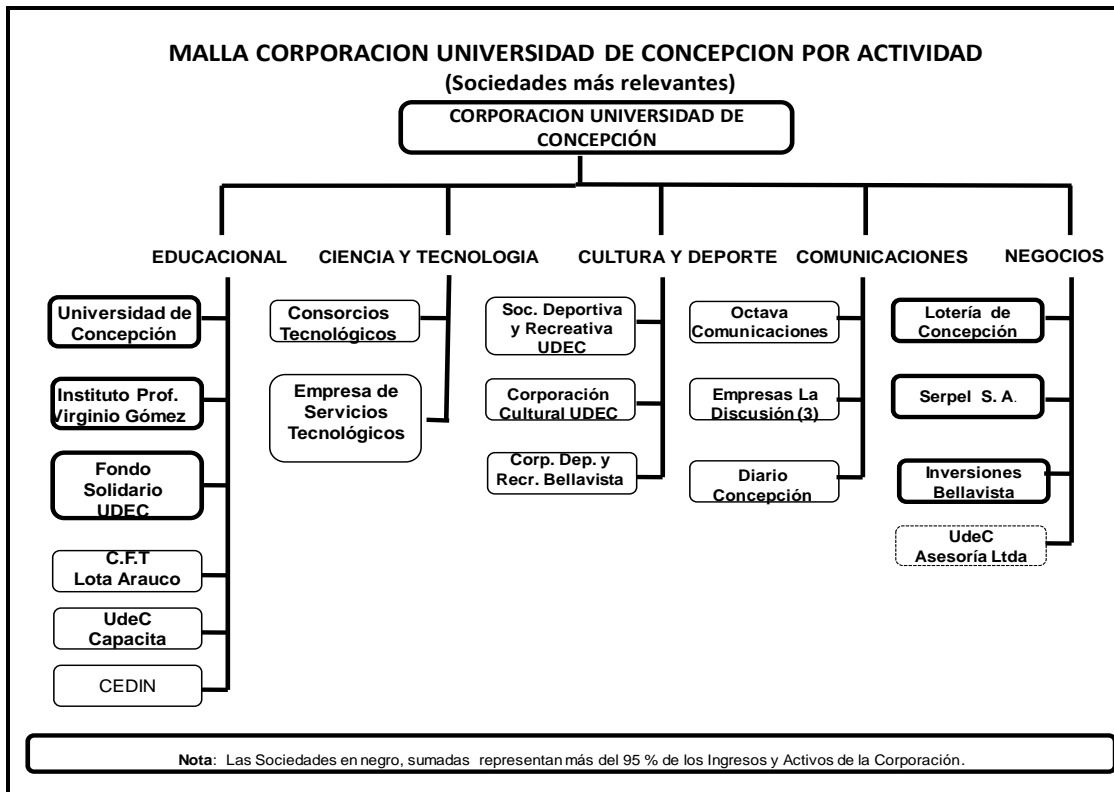 MALLA CORPORACION UNIVERSIDAD DE CONCEPCION POR ACTIVIDAD
(Sociedades más relevantes)
CORPORACION UNIVERSIDAD DE
CONCEPCIÓN
EDUCACIONAL
Universidad de
Concepción
Instituto Prof.
Virginio Gómez
Fondo
Solidario
UDEC
C.F.T
Lota Arauco
UdeC
Capacita
CEDIN
CIENCIA Y TECNOLOGIA
Consorcios
Tecnológicos
Empresa de
Servicios
Tecnológicos
CULTURA Y DEPORTE
Soc. Deportiva
y Recreativa
UDEC
Corporación
Cultural UDEC
Corp. Dep. y
Recr. Bellavista
COMUNICACIONES
Octava
Comunicaciones
Empresas La
Discusión (3)
Diario
Concepción
NEGOCIOS
Lotería de
Concepción
Serpel S. A.
Inversiones
Bellavista
UdeC
Asesoría Ltda
Nota: Las Sociedades en negro, sumadas representan más del 95 % de los Ingresos y Activos de la Corporación.